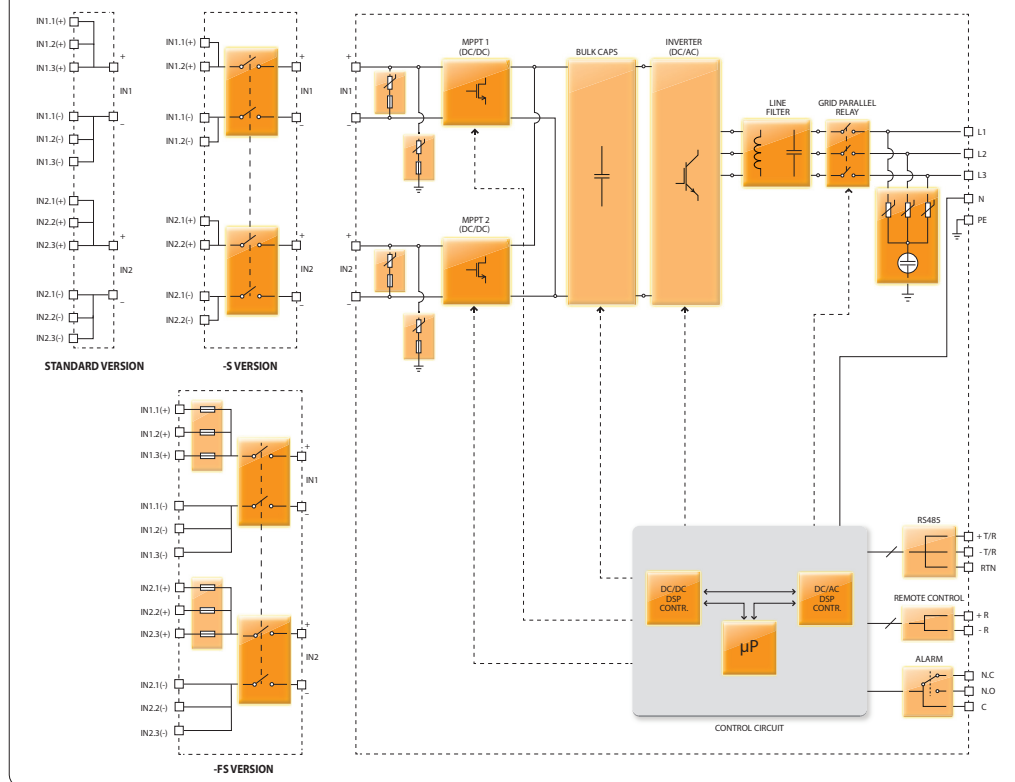 IN1.1(+)
IN1.2(+)
IN1.3(+)
+
IN1
IN1.1(-)
–
IN1.2(-)
IN1.3(-)
IN2.1(+)
IN2.2(+)
IN2.3(+)
+
IN2
IN2.1(-)
–
IN2.2(-)
IN2.3(-)
STANDARD VERSION
IN1.1(+)
IN1.2(+)
+
IN1
IN1.1(-)
–
IN1.2(-)
IN2.1(+)
IN2.2(+)
+
IN2
IN2.1(-)
–
IN2.2(-)
-S VERSION
IN1.1(+)
IN1.2(+)
IN1.3(+)
+
IN1
IN1.1(-)
–
IN1.2(-)
IN1.3(-)
IN2.1(+)
IN2.2(+)
IN2.3(+)
+
IN2
IN2.1(-)
–
IN2.2(-)
IN2.3(-)
-FS VERSION
+
IN1
–
MPPT 1
(DC/DC)
+
IN2
–
MPPT 2
(DC/DC)
BULK CAPS
INVERTER
(DC/AC)
LINE
FILTER
GRID PARALLEL
RELAY
L1
L2
L3
N
PE
DC/DC
DSP
CONTR.
DC/AC
DSP
CONTR.
µP
CONTROL CIRCUIT
RS485
+ T/R
- T/R
RTN
REMOTE CONTROL
+ R
- R
ALARM
N.C
N.O
C